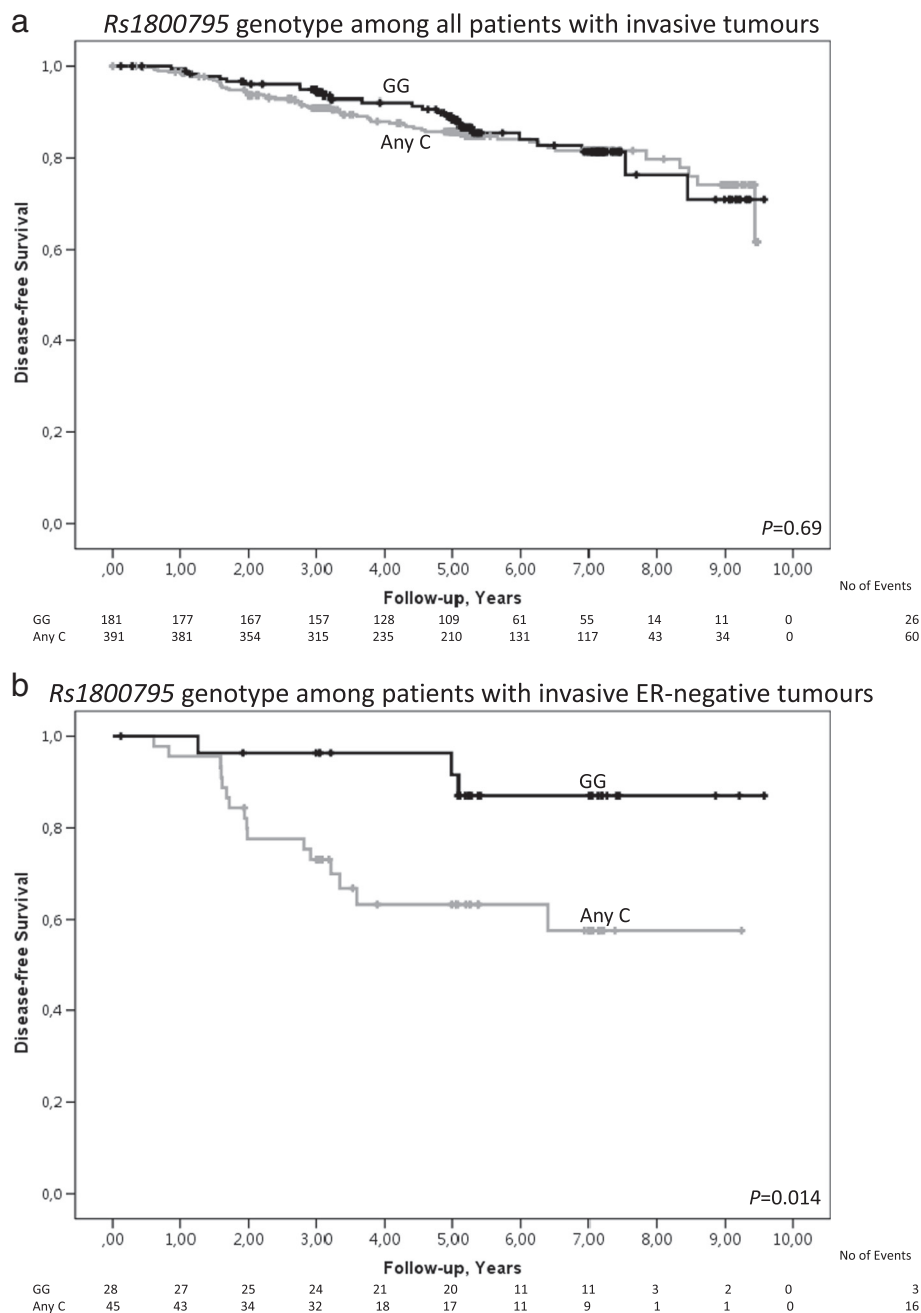 a
Rs1800795 genotype among all patients with invasive tumours
Disease-free Survival
1,0
0,8
0,6
0,4
0,2
0,0
GG
Any C
P=0.69
,00 1,00 2,00 3,00 4,00 5,00 6,00 7,00 8,00 9,00 10,00
Follow-up, Years
No of Events
GG 181 177 167 157 128 109 61 55 14 11 0 26
Any C 391 381 354 315 235 210 131 117 43 34 0 60
b
Rs1800795 genotype among patients with invasive ER-negative tumours
Disease-free Survival
1,0
0,8
0,6
0,4
0,2
0,0
GG
Any C
P=0.014
,00 1,00 2,00 3,00 4,00 5,00 6,00 7,00 8,00 9,00 10,00
Follow-up, Years
No of Events
GG 28 27 25 24 21 20 11 11 3 2 0 3
Any C 45 43 34 32 18 17 11 9 1 1 0 16